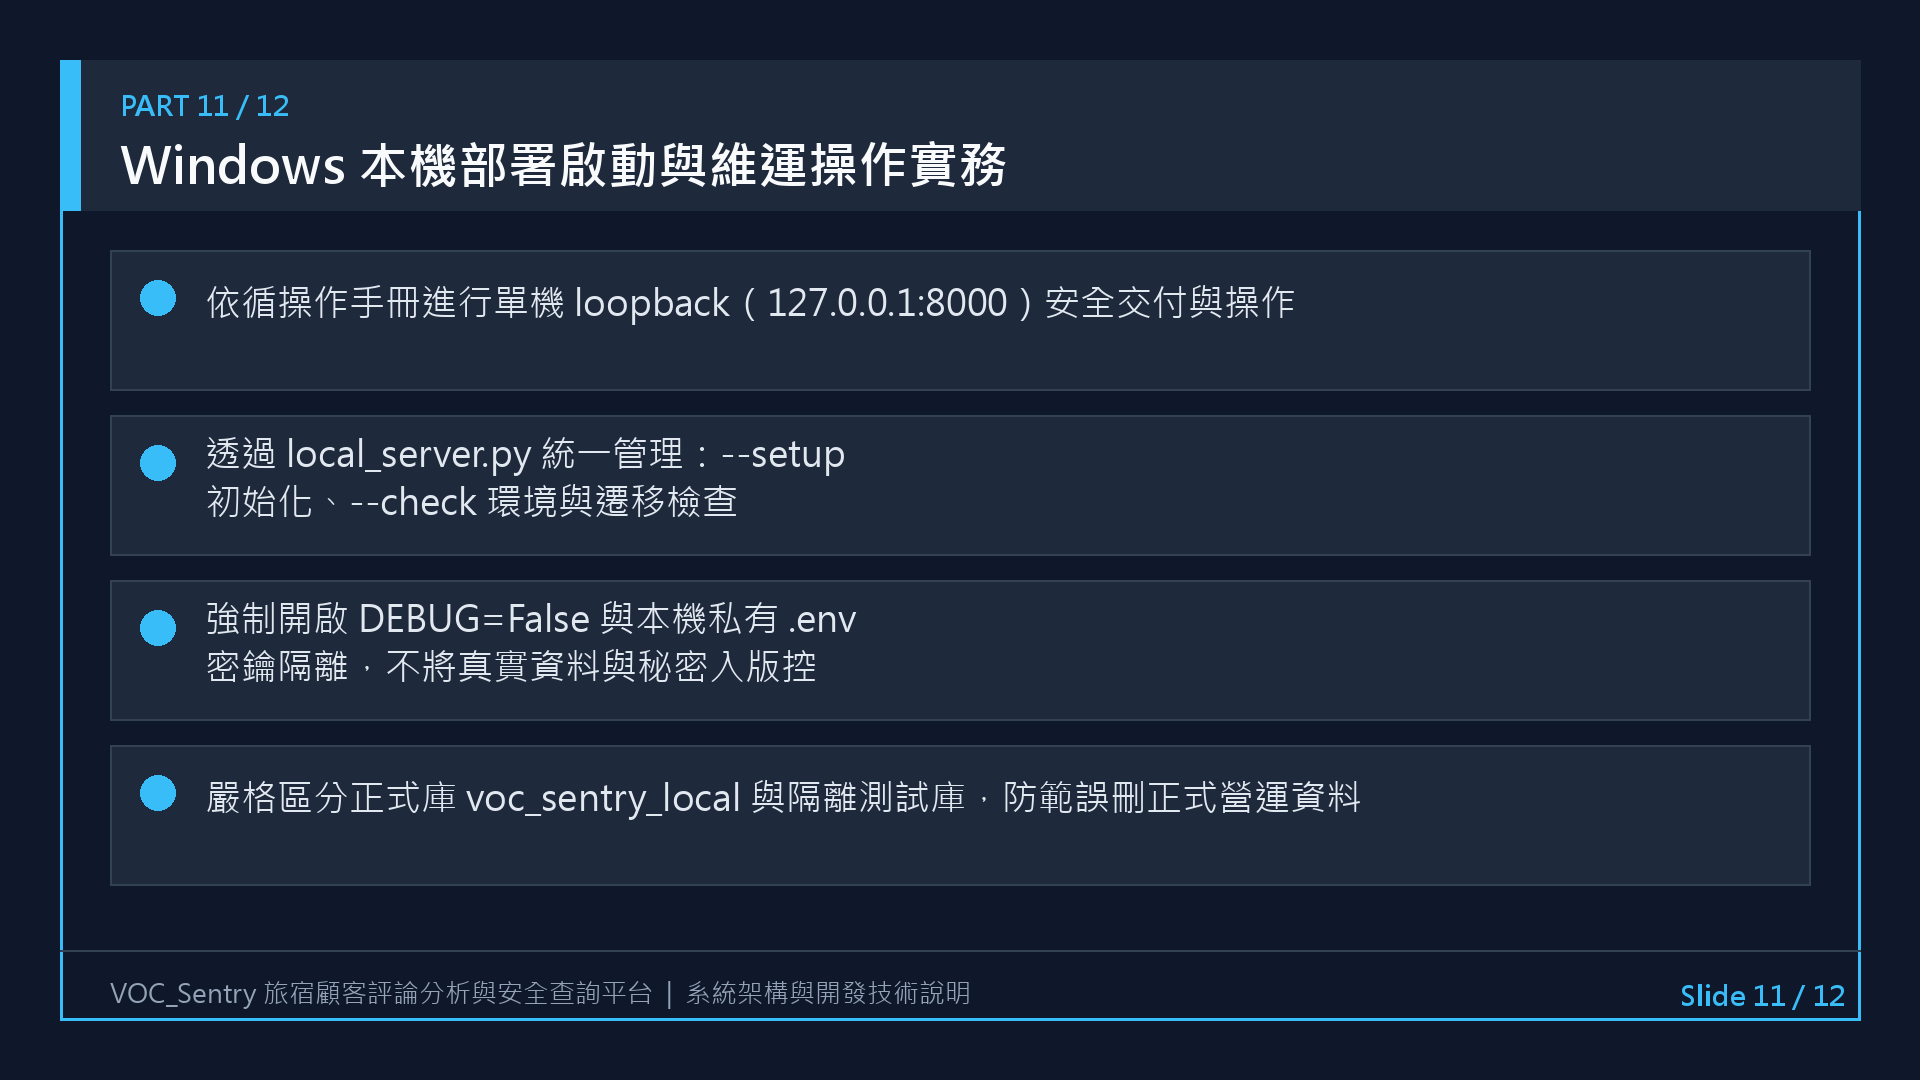 PART 11 / 12
Windows 本機部署啟動與維運操作實務
依循操作手冊進行單機 loopback（127.0.0.1:8000）安全交付與操作
透過 local_server.py 統一管理：--setup
初始化、--check 環境與遷移檢查
強制開啟 DEBUG=False 與本機私有 .env
密鑰隔離，不將真實資料與秘密入版控
嚴格區分正式庫 voc_sentry_local 與隔離測試庫，防範誤刪正式營運資料
VOC_Sentry 旅宿顧客評論分析與安全查詢平台 | 系統架構與開發技術說明
Slide 11 / 12